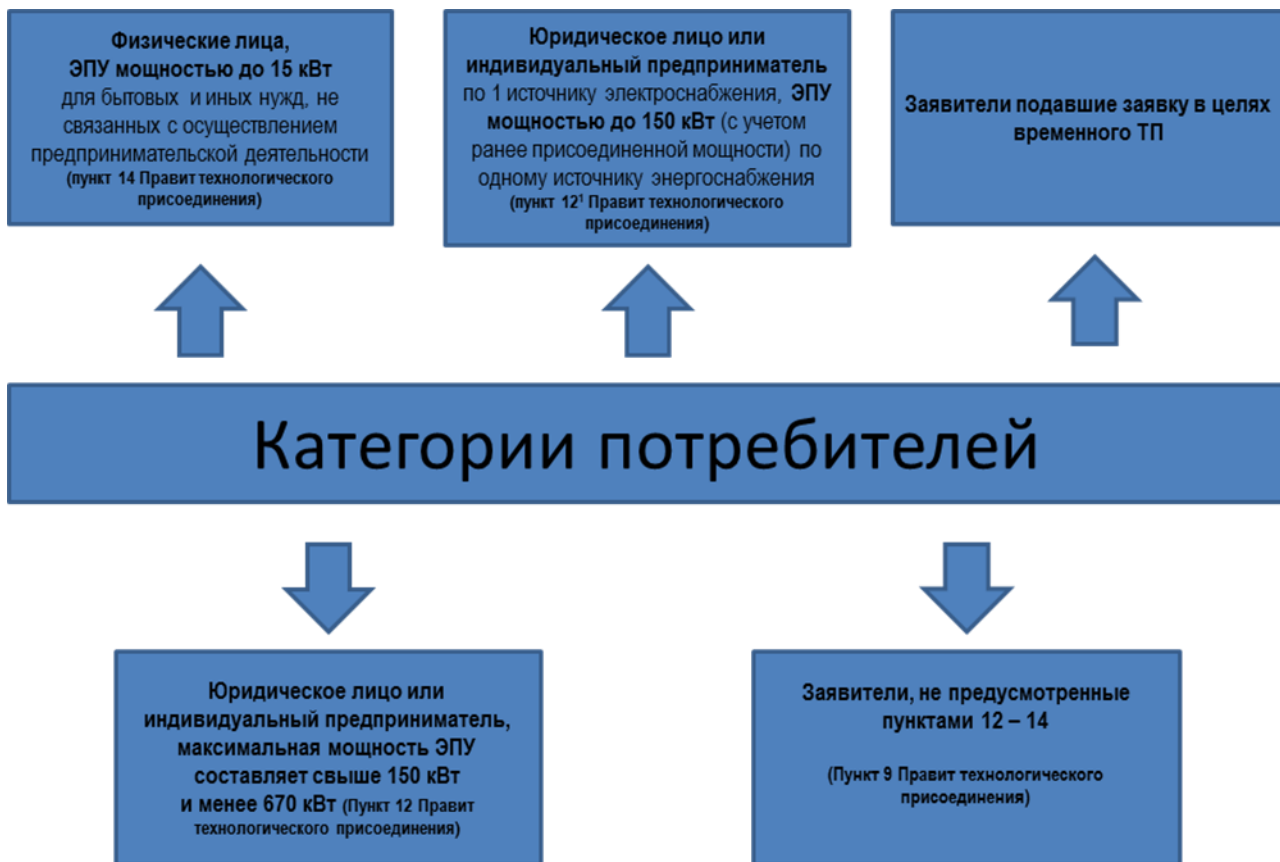 Физические лица,
ЭПУ мощностью до 15 кВт
для бытовых и иных нужд, не
связанных с осуществлением
предпринимательской деятельности
(пункт 14 Правит технологического
присоединения)
Юридическое лицо или
индивидуальный предприниматель
по 1 источнику электроснабжения, ЭПУ
мощностью до 150 кВт (с учетом
ранее присоединенной мощности) по
одному источнику энергоснабжения
(пункт 12¹ Правит технологического
присоединения)
Заявители подавшие заявку в целях
временного ТП
Категории потребителей
Юридическое лицо или
индивидуальный предприниматель,
максимальная мощность ЭПУ
составляет свыше 150 кВт
и менее 670 кВт (Пункт 12 Правит
технологического присоединения)
Заявители, не предусмотренные
пунктами 12 – 14
(Пункт 9 Правит технологического
присоединения)